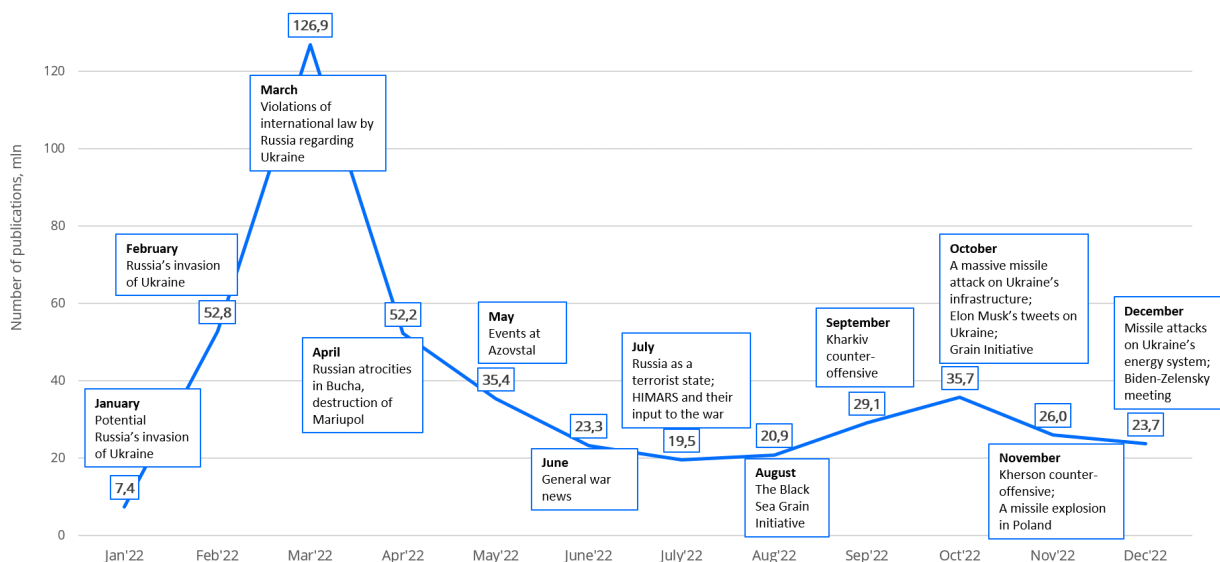 Number of publications, mln
120
100
80
60
40
20
0
7,4
52,8
126,9
52,2
35,4
23,3
19,5
20,9
29,1
35,7
26,0
23,7
January
Potential
Russia's invasion
of Ukraine
February
Russia's invasion
of Ukraine
March
Violations of
international law by
Russia regarding
Ukraine
April
Russian atrocities
in Bucha,
destruction of
Mariupol
May
Events at
Azovstal
June
General war
news
July
Russia as a
terrorist state;
HIMARS and their
input to the war
August
The Black
Sea Grain
Initiative
September
Kharkiv
counter-
offensive
October
A massive missile
attack on Ukraine's
infrastructure;
Elon Musk's tweets on
Ukraine;
Grain Initiative
November
Kherson counter-
offensive;
A missile explosion
in Poland
December
Missile attacks
on Ukraine's
energy system;
Biden-Zelensky
meeting
Jan'22
Feb'22
Mar'22
Apr'22
May'22
June'22
July'22
Aug'22
Sep'22
Oct'22
Nov'22
Dec'22